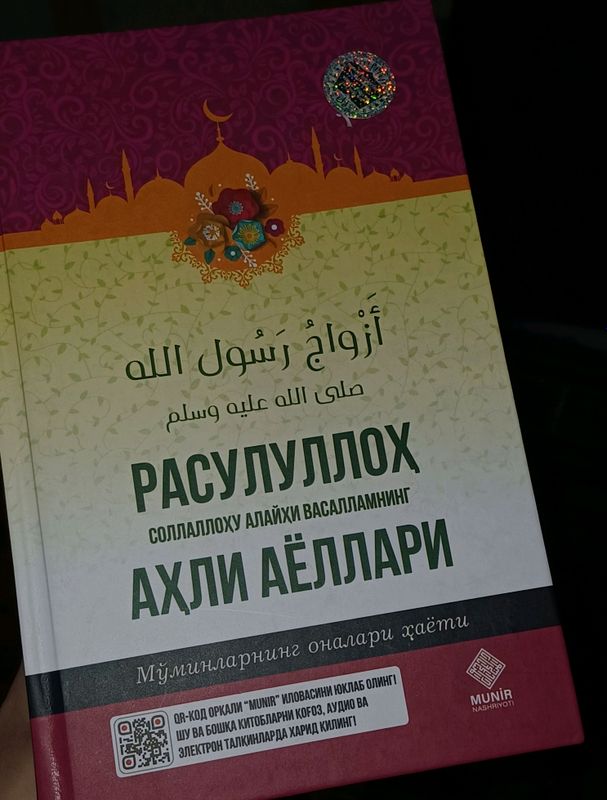 أَزْوَاجُ رَسُول الله
صلى الله عليه وسلم
РАСУЛУЛЛОҲ
СОЛЛАЛЛОҲУ АЛАЙҲИ ВАСАЛЛАМНИНГ
АҲЛИ АЁЛЛАРИ
Мўминларнинг оналари ҳаёти
QR-КОД ОРҚАЛИ "MUNIR" ИЛОВАСИНИ ЮКЛАБ ОЛИНГ!
ШУ ВА БОШҚА КИТОБЛАРНИ ҚОҒОЗ, АУДИО ВА
ЭЛЕКТРОН ТАЛҚИНЛАРДА ХАРИД ҚИЛИНГ!
MUNİR
NASHRIYOTI